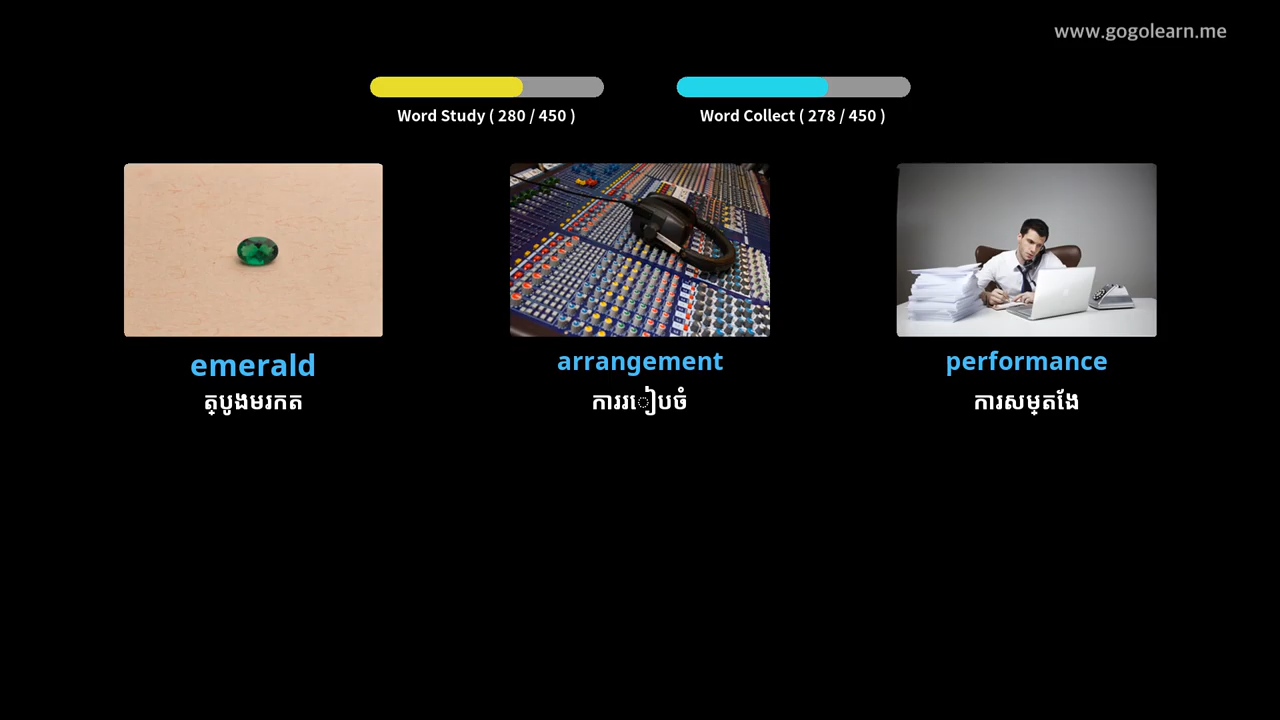 www.gogolearn.me
Word Study ( 280 / 450 )
Word Collect ( 278 / 450 )
emerald
arrangement
performance
ត្បូងមរកត
ការរៀបចំ
ការសម្តែង